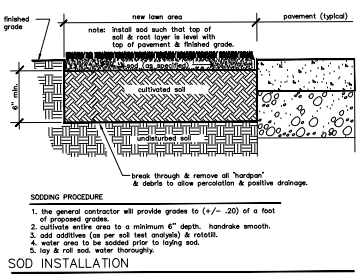 new lawn area
pavement (typical)
finished
grade
note: install sod such that top of
soil & root layer is level with
top of pavement & finished grade.
sod (as specified)
6" min.
cultivated soil
undisturbed soil
break through & remove all "hardpan"
& debris to allow percolation & positive drainage.
SODDING PROCEDURE
1. the general contractor will provide grades to (+/- .20) of a foot
of proposed grades.
2. cultivate entire area to a minimum 6" depth. handrake smooth.
3. add additives (as per soil test analysis) & rototill.
4. water area to be sodded prior to laying sod.
5. lay & roll sod. water thoroughly.
SOD INSTALLATION